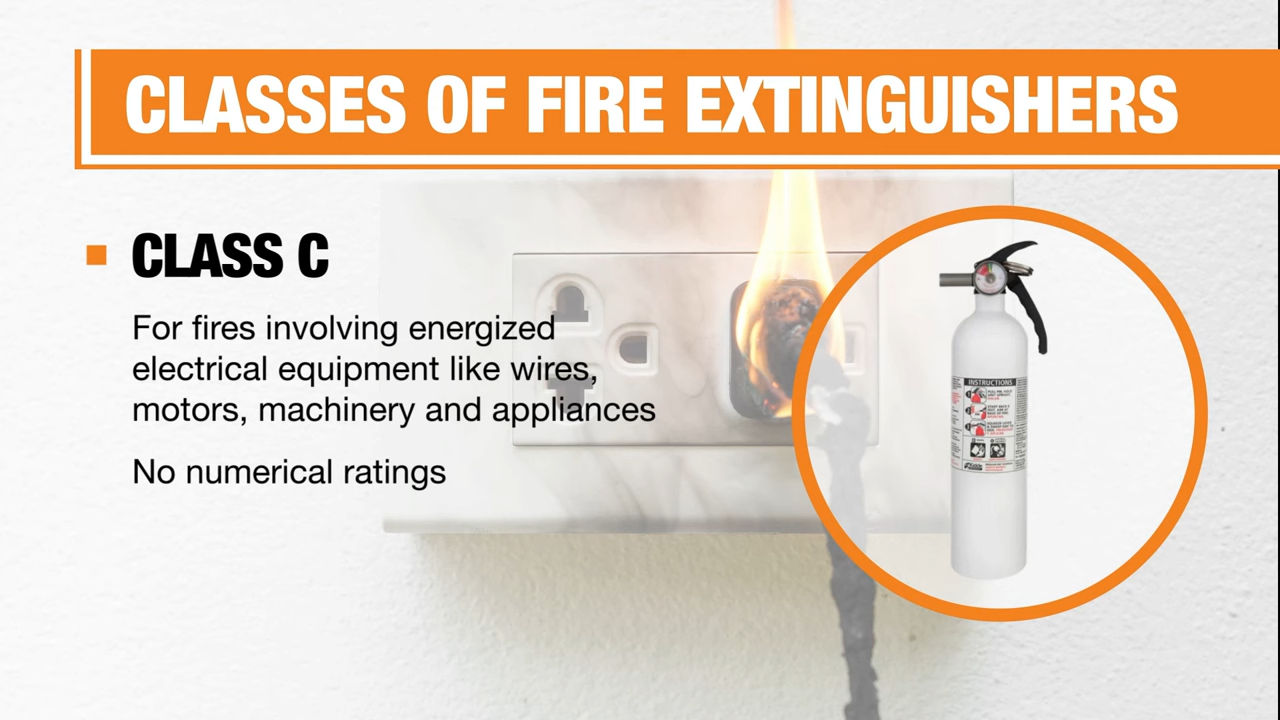 CLASSES OF FIRE EXTINGUISHERS
CLASS C
For fires involving energized
electrical equipment like wires,
motors, machinery and appliances
No numerical ratings
INSTRUCTIONS